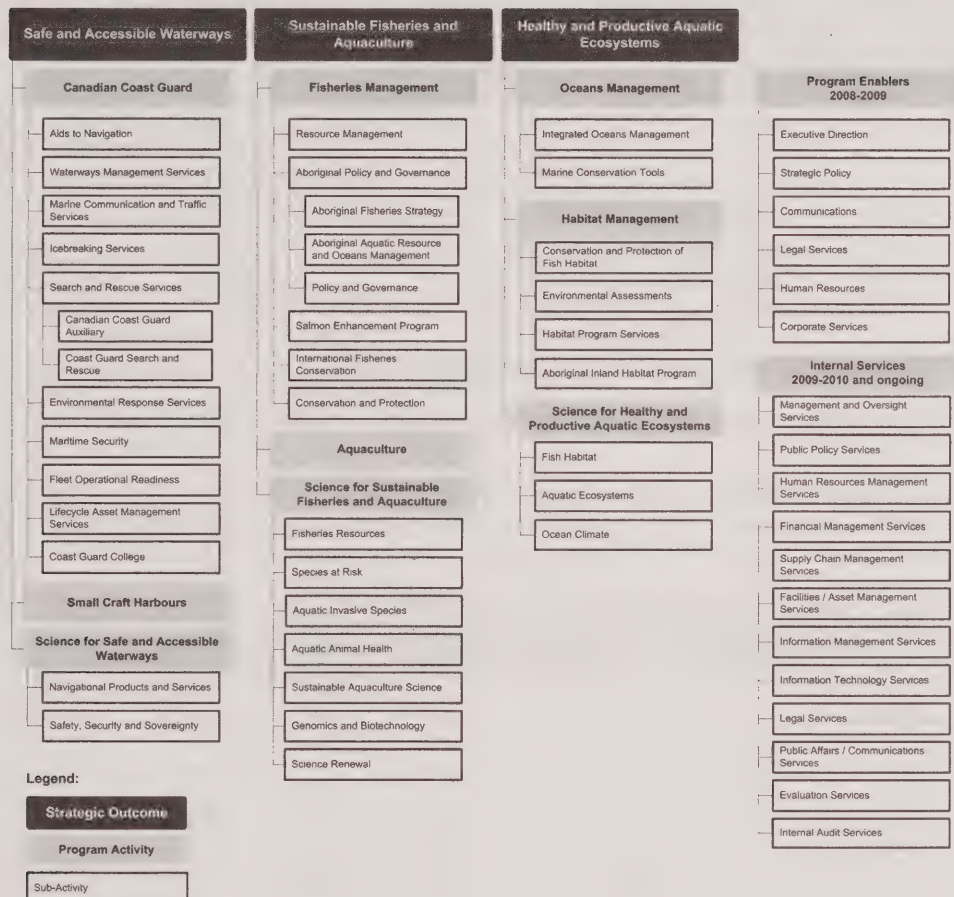 Safe and Accessible Waterways
Canadian Coast Guard
Aids to Navigation
Waterways Management Services
Marine Communication and Traffic
Services
Icebreaking Services
Search and Rescue Services
Canadian Coast Guard
Auxiliary
Coast Guard Search and
Rescue
Environmental Response Services
Maritime Security
Fleet Operational Readiness
Lifecycle Asset Management
Services
Coast Guard College
Small Craft Harbours
Science for Safe and Accessible
Waterways
Navigational Products and Services
Safety, Security and Sovereignty
Sustainable Fisheries and
Aquaculture
Fisheries Management
Resource Management
Aboriginal Policy and Governance
Aboriginal Fisheries Strategy
Aboriginal Aquatic Resource
and Oceans Management
Policy and Governance
Salmon Enhancement Program
International Fisheries
Conservation
Conservation and Protection
Aquaculture
Science for Sustainable
Fisheries and Aquaculture
Fisheries Resources
Species at Risk
Aquatic Invasive Species
Aquatic Animal Health
Sustainable Aquaculture Science
Genomics and Biotechnology
Science Renewal
Healthy and Productive Aquatic
Ecosystems
Oceans Management
Integrated Oceans Management
Marine Conservation Tools
Habitat Management
Conservation and Protection of
Fish Habitat
Environmental Assessments
Habitat Program Services
Aboriginal Inland Habitat Program
Science for Healthy and
Productive Aquatic Ecosystems
Fish Habitat
Aquatic Ecosystems
Ocean Climate
Program Enablers
2008-2009
Executive Direction
Strategic Policy
Communications
Legal Services
Human Resources
Corporate Services
Internal Services
2009-2010 and ongoing
Management and Oversight
Services
Public Policy Services
Human Resources Management
Services
Financial Management Services
Supply Chain Management
Services
Facilities / Asset Management
Services
Information Management Services
Information Technology Services
Legal Services
Public Affairs / Communications
Services
Evaluation Services
Internal Audit Services
Legend:
Strategic Outcome
Program Activity
Sub-Activity